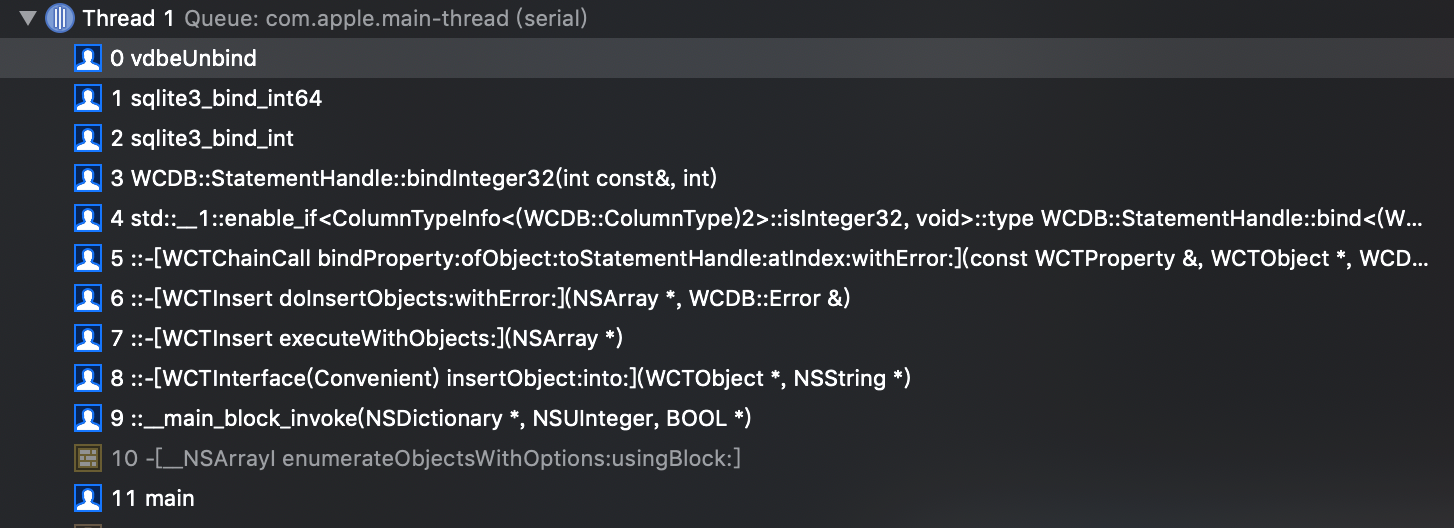 Thread 1 Queue: com.apple.main-thread (serial)
0 vdbeUnbind
1 sqlite3_bind_int64
2 sqlite3_bind_int
3 WCDB::StatementHandle::bindInteger32(int const&, int)
4 std::__1::enable_if<ColumnTypeInfo<(WCDB::ColumnType)2>::isInteger32, void>::type WCDB::StatementHandle::bind<(W...
5 ::-[WCTChainCall bindProperty:ofObject:toStatementHandle:atIndex:withError:](const WCTProperty &, WCTObject *, WCD...
6 ::-[WCTInsert doInsertObjects:withError:](NSArray *, WCDB::Error &)
7 ::-[WCTInsert executeWithObjects:](NSArray *)
8 ::-[WCTInterface(Convenient) insertObject:into:](WCTObject *, NSString *)
9 ::__main_block_invoke(NSDictionary *, NSUInteger, BOOL *)
10 -[__NSArrayI enumerateObjectsWithOptions:usingBlock:]
11 main